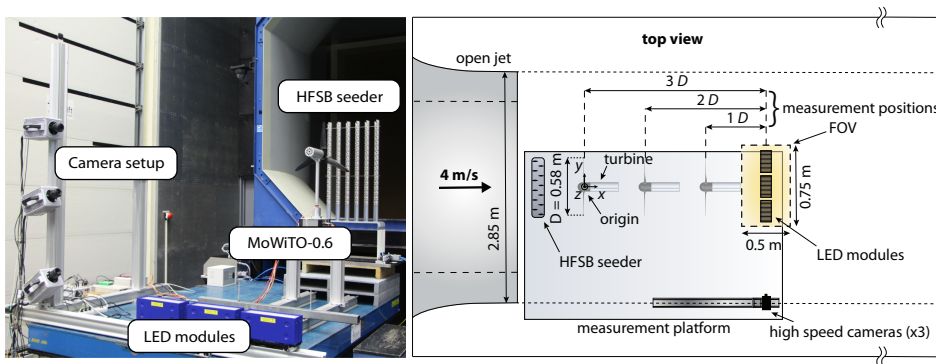 HFSB seeder
Camera setup
MoWiTO-0.6
LED modules
top view
open jet
3 D
2 D
1 D
measurement positions
FOV
4 m/s
2.85 m
D = 0.58 m
y
z
x
turbine
origin
HFSB seeder
0.75 m
0.5 m
LED modules
measurement platform
high speed cameras (x3)